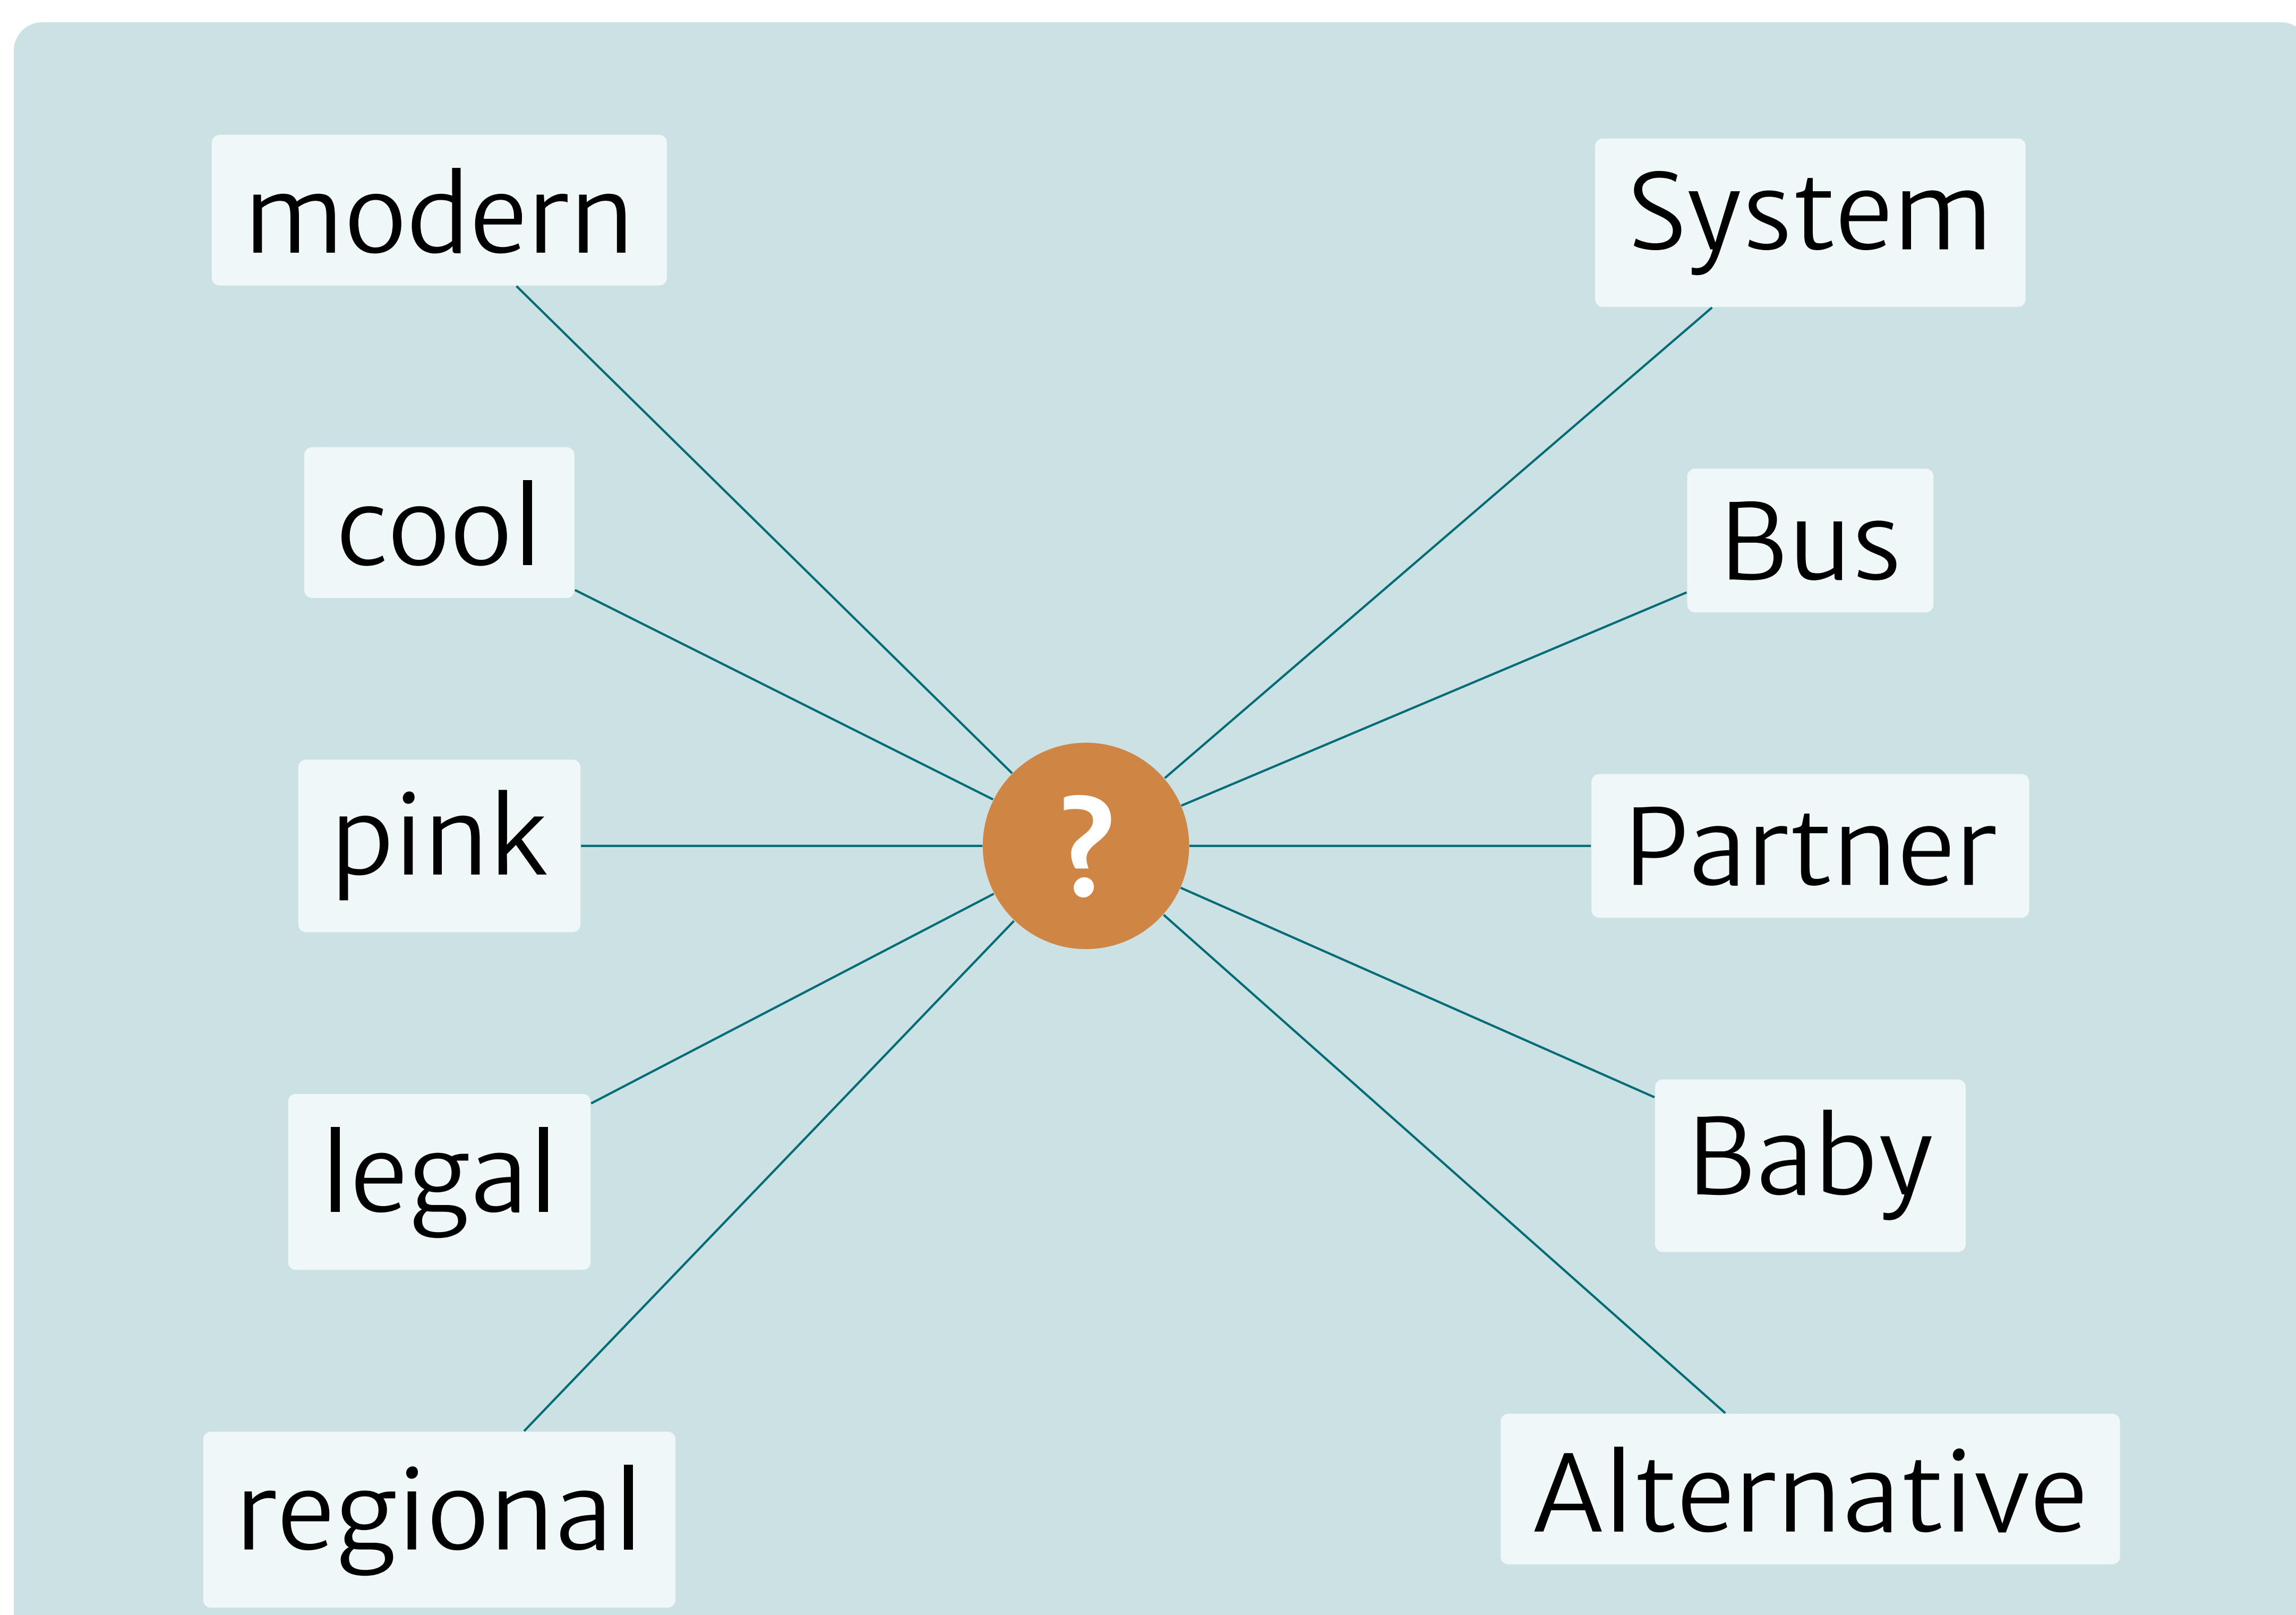 modern
cool
pink
legal
regional
?
System
Bus
Partner
Baby
Alternative